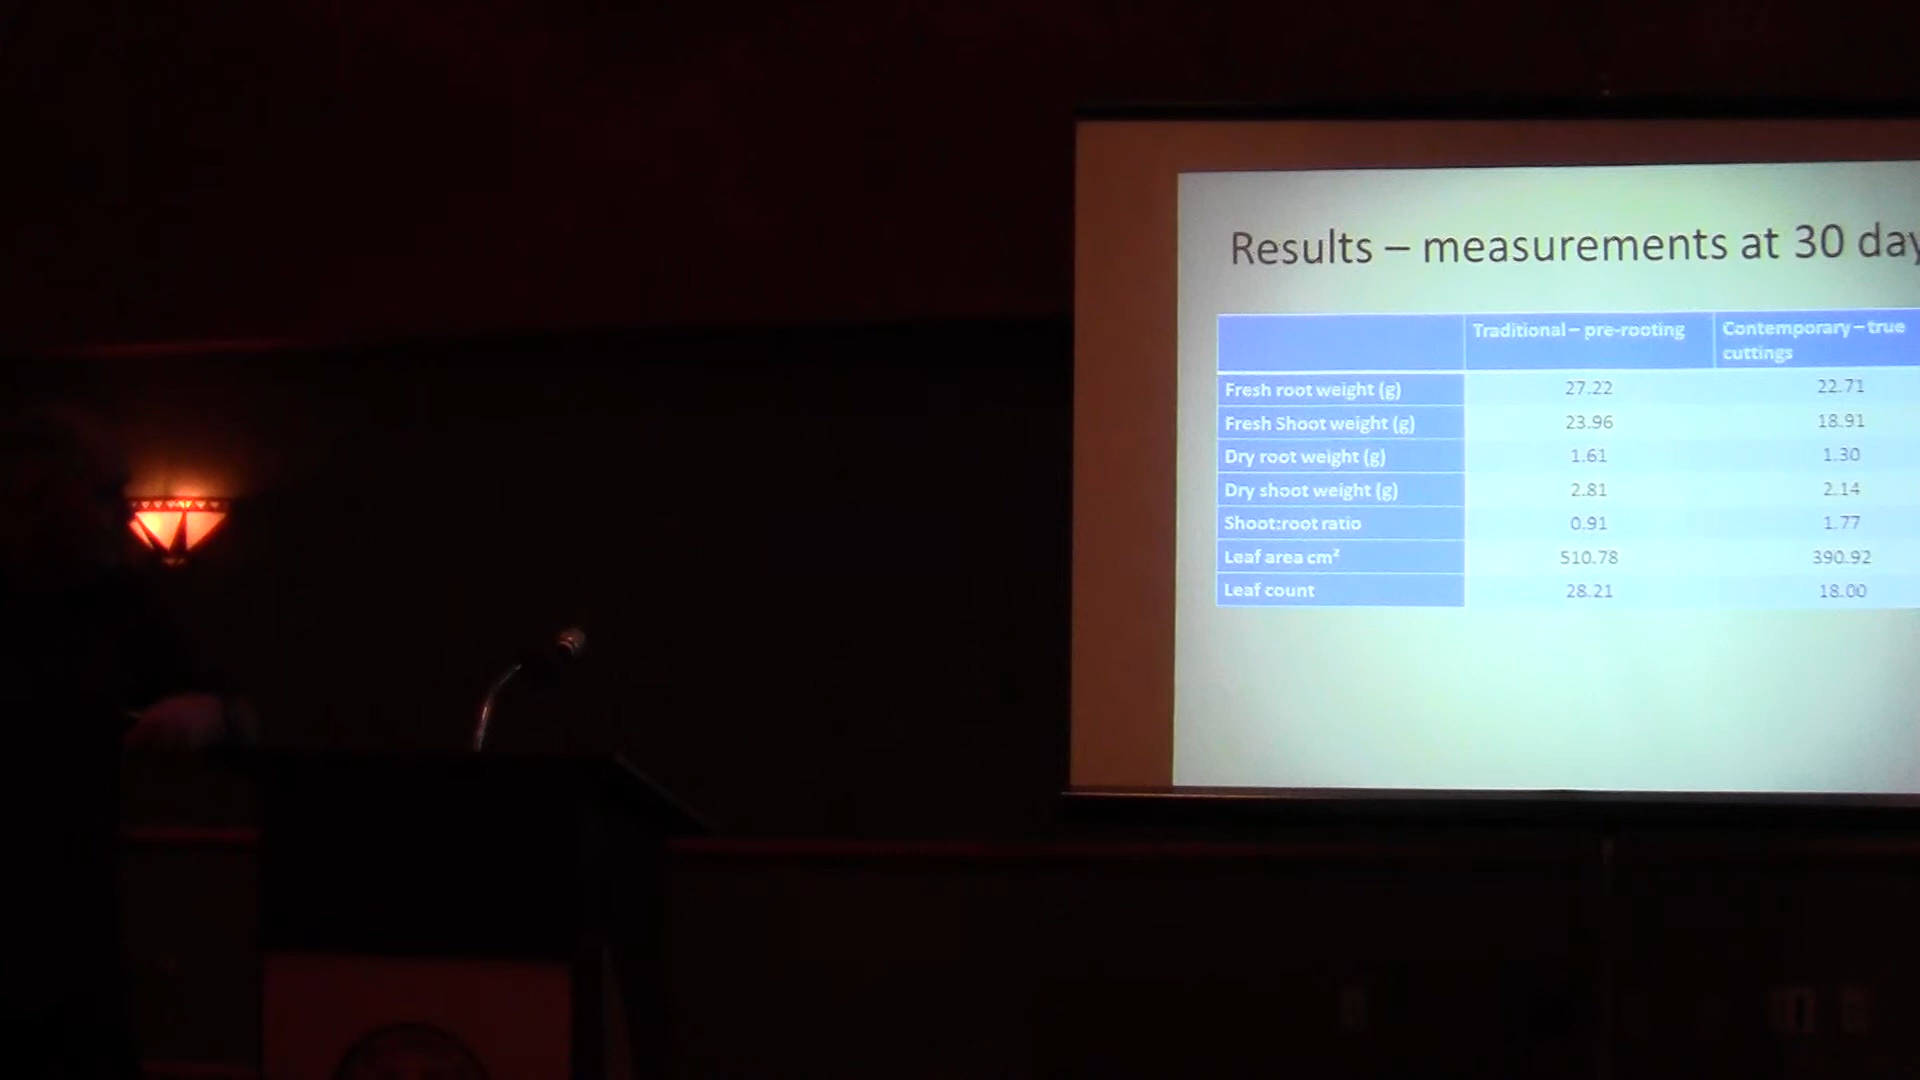 Results – measurements at 30 day
Traditional – pre-rooting Contemporary – true
cuttings
Fresh root weight (g) 27.22 22.71
Fresh Shoot weight (g) 23.96 18.91
Dry root weight (g) 1.61 1.30
Dry shoot weight (g) 2.81 2.14
Shoot:root ratio 0.91 1.77
Leaf area cm² 510.78 390.92
Leaf count 28.21 18.00